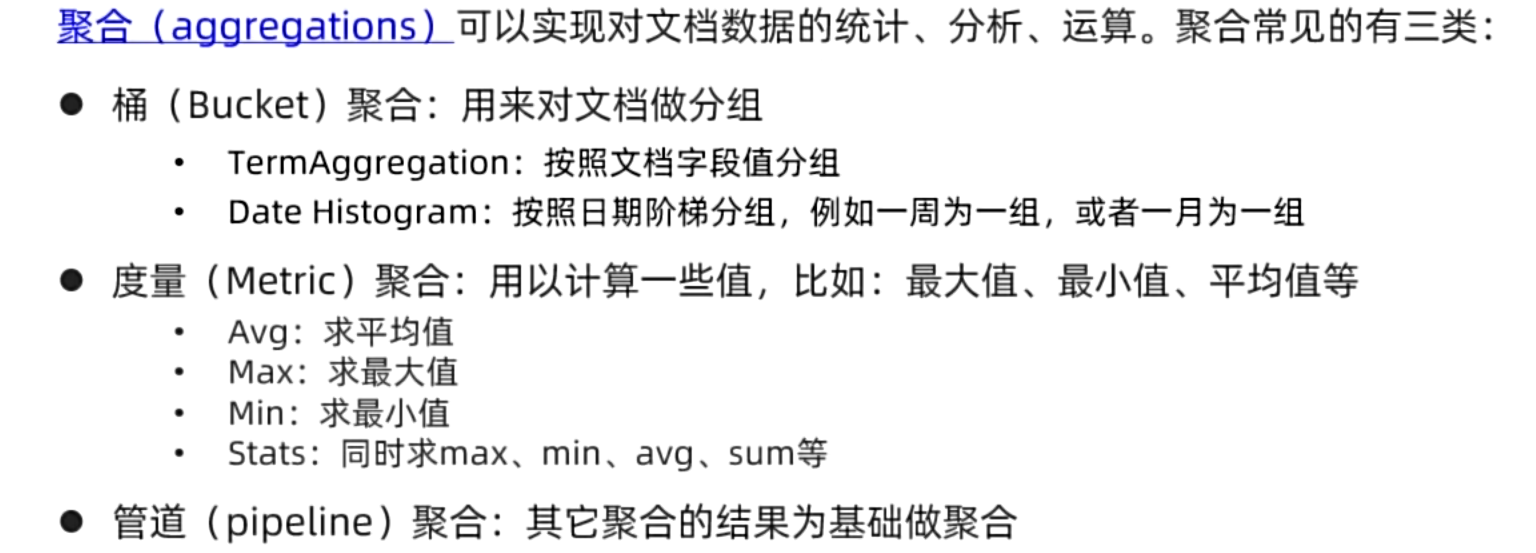 聚合（aggregations）可以实现对文档数据的统计、分析、运算。聚合常见的有三类：
● 桶（Bucket）聚合：用来对文档做分组
• TermAggregation：按照文档字段值分组
• Date Histogram：按照日期阶梯分组，例如一周为一组，或者一月为一组
● 度量（Metric）聚合：用以计算一些值，比如：最大值、最小值、平均值等
• Avg：求平均值
• Max：求最大值
• Min：求最小值
• Stats：同时求max、min、avg、sum等
● 管道（pipeline）聚合：其它聚合的结果为基础做聚合